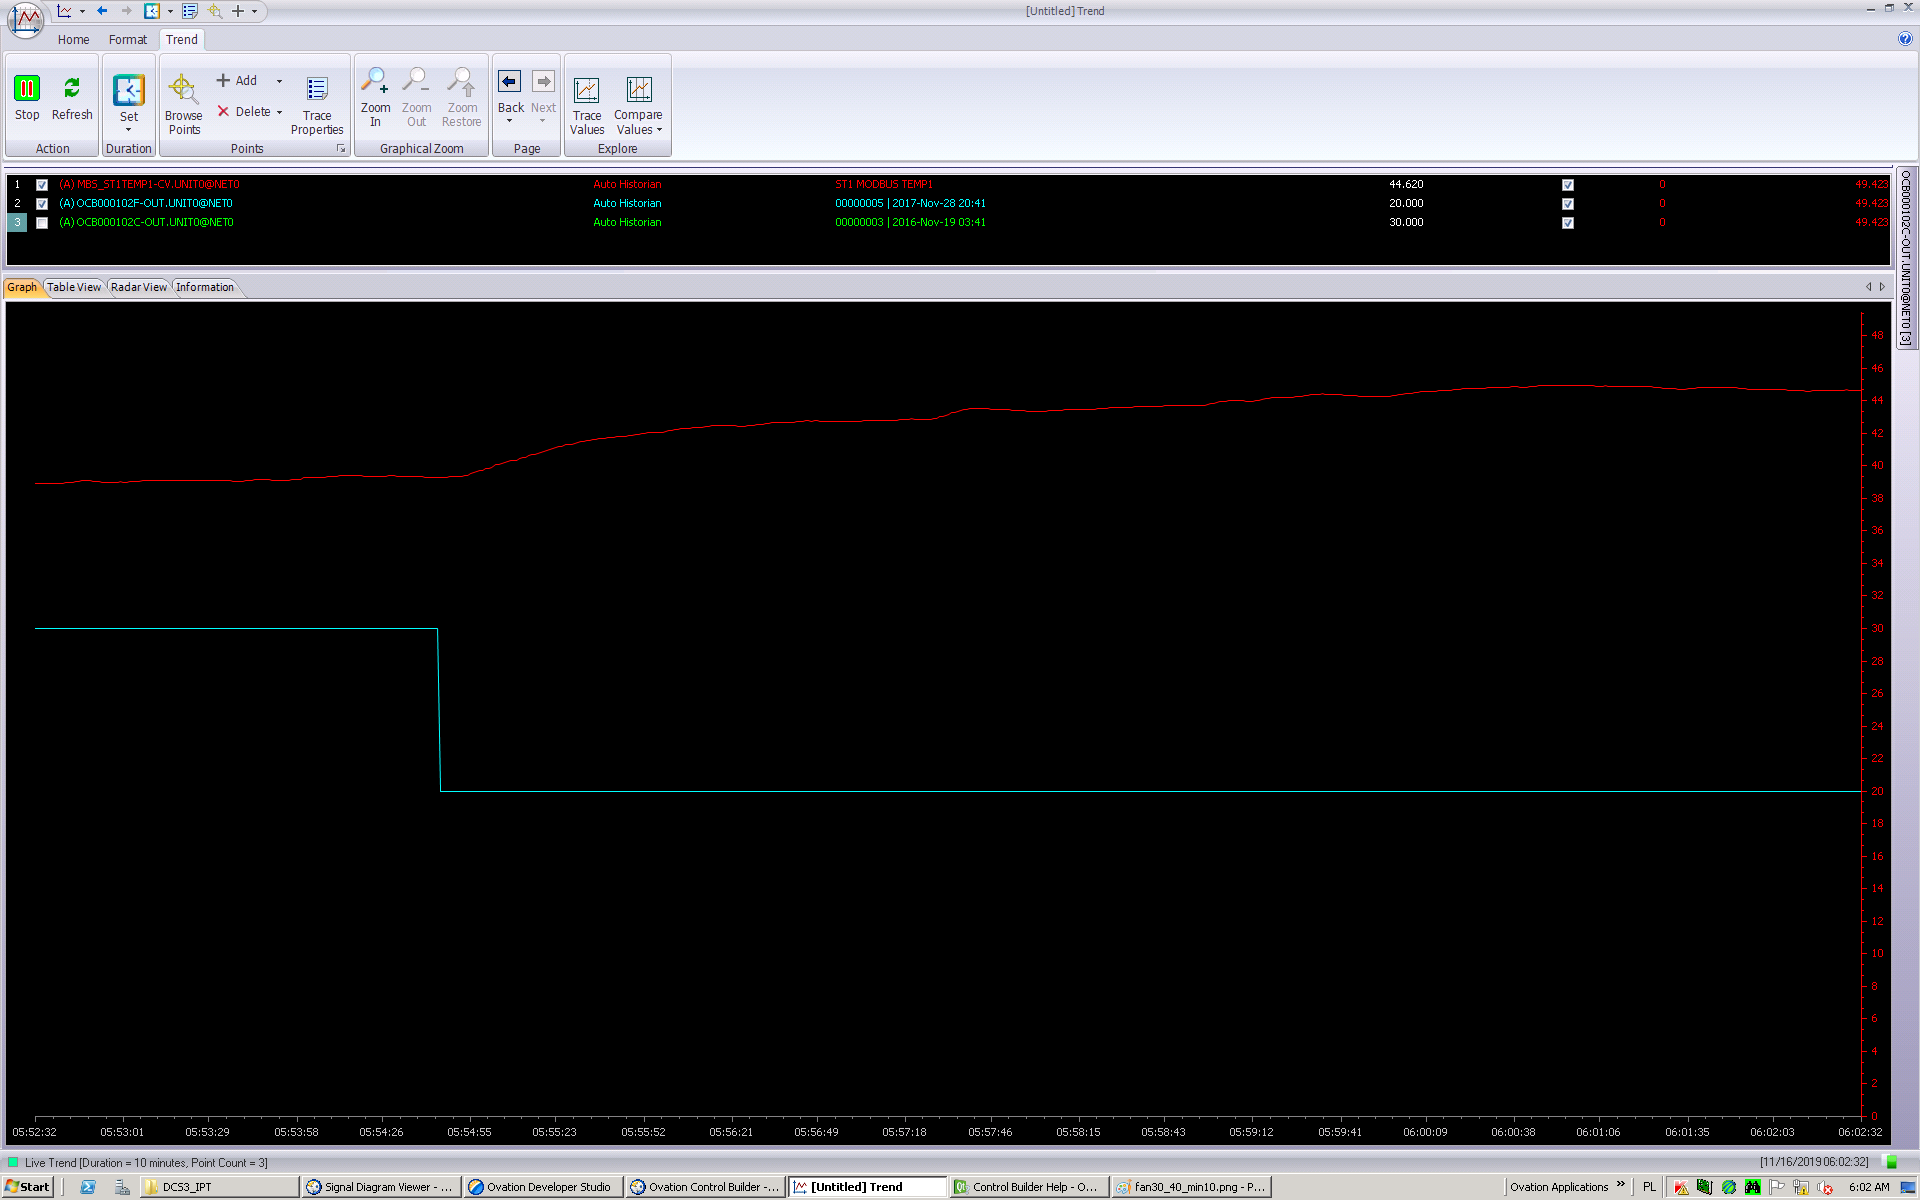 [Untitled] Trend
Home Format Trend
Stop Refresh Set Browse Points Add Delete Trace Properties Zoom In Zoom Out Zoom Restore Back Next Trace Values Compare Values
Action Duration Points Graphical Zoom Page Explore
1 (A) MBS_ST1TEMP1-CV.UNIT0@NET0 Auto Historian ST1 MODBUS TEMP1 44.620 0 49.423
2 (A) OCB000102F-OUT.UNIT0@NET0 Auto Historian 00000005 | 2017-Nov-28 20:41 20.000 0 49.423
3 (A) OCB000102C-OUT.UNIT0@NET0 Auto Historian 00000003 | 2016-Nov-19 03:41 30.000 0 49.423
OCB000102C-OUT.UNIT0@NET0 [3]
Graph Table View Radar View Information
48
46
44
42
40
38
36
34
32
30
28
26
24
22
20
18
16
14
12
10
8
6
4
2
0
05:52:32 05:53:01 05:53:29 05:53:58 05:54:26 05:54:55 05:55:23 05:55:52 05:56:21 05:56:49 05:57:18 05:57:46 05:58:15 05:58:43 05:59:12 05:59:41 06:00:09 06:00:38 06:01:06 06:01:35 06:02:03 06:02:32
Live Trend [Duration = 10 minutes, Point Count = 3] [11/16/2019 06:02:32]
Start DCS3_IPT Signal Diagram Viewer - ... Ovation Developer Studio Ovation Control Builder -... [Untitled] Trend Control Builder Help - O... fan30_40_min10.png - P... Ovation Applications » PL 6:02 AM